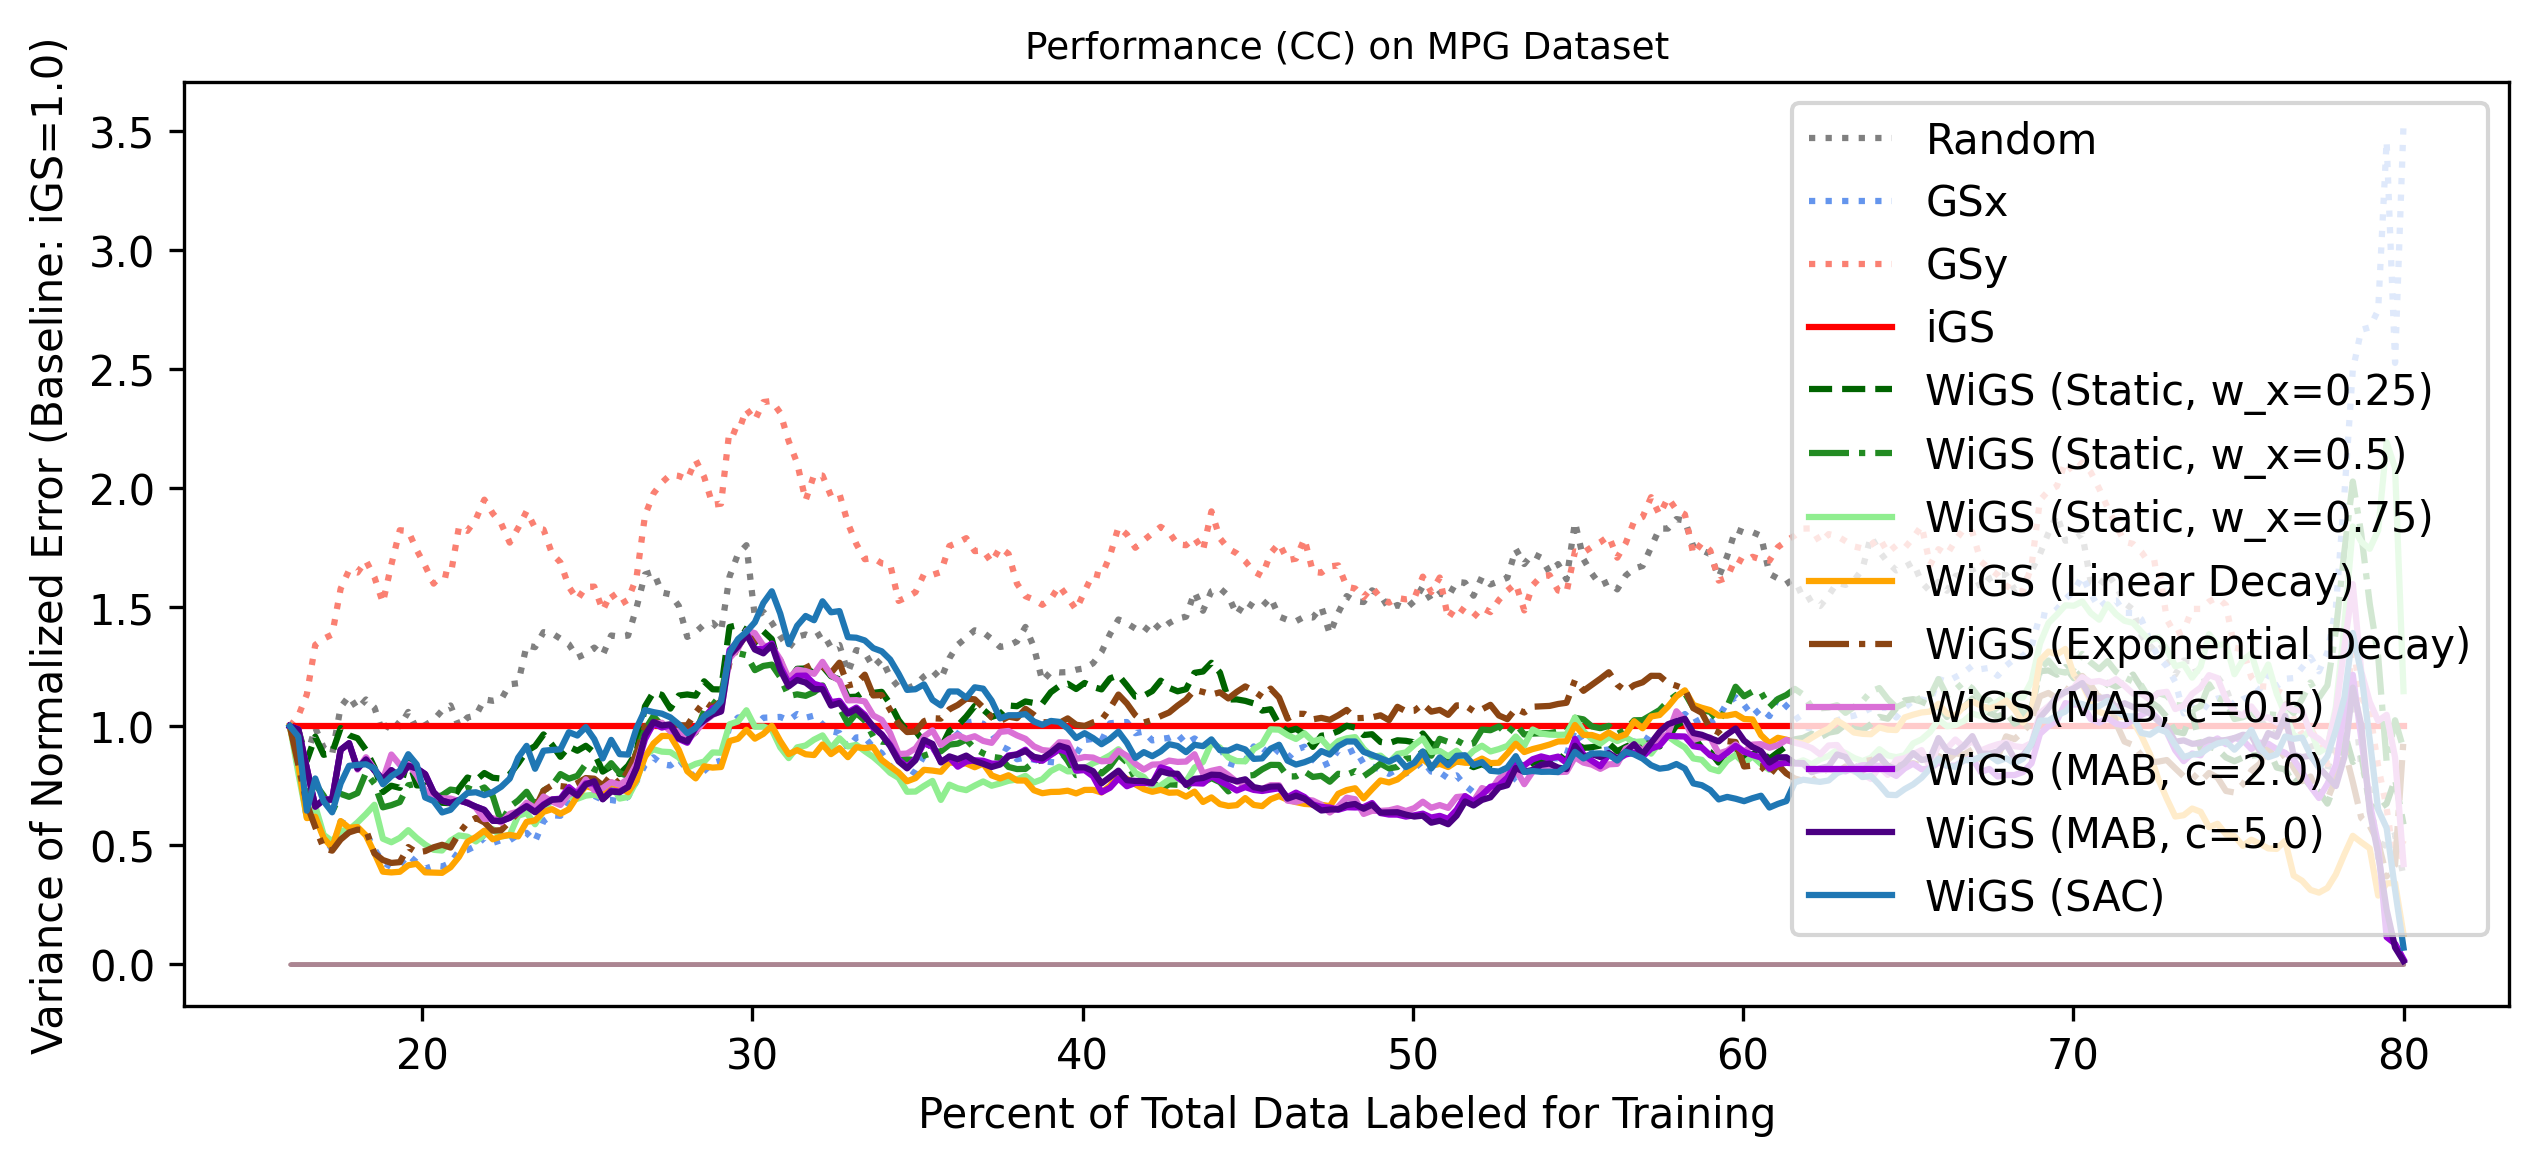 Performance (CC) on MPG Dataset
Variance of Normalized Error (Baseline: iGS=1.0)
3.5
3.0
2.5
2.0
1.5
1.0
0.5
0.0
Random
GSx
GSy
iGS
WiGS (Static, w_x=0.25)
WiGS (Static, w_x=0.5)
WiGS (Static, w_x=0.75)
WiGS (Linear Decay)
WiGS (Exponential Decay)
WiGS (MAB, c=0.5)
WiGS (MAB, c=2.0)
WiGS (MAB, c=5.0)
WiGS (SAC)
20 30 40 50 60 70 80
Percent of Total Data Labeled for Training